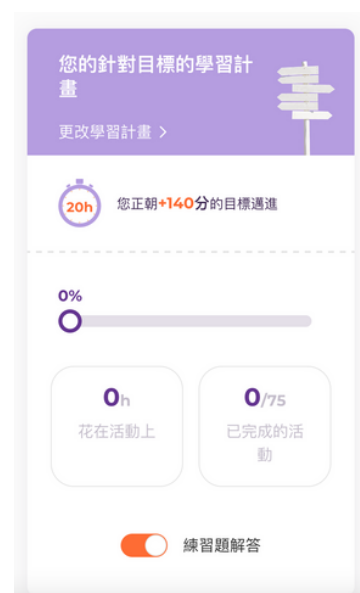 您的針對目標的學習計
畫
更改學習計畫 >
20h
您正朝+140分的目標邁進
0%
0h
花在活動上
0/75
已完成的活
動
練習題解答